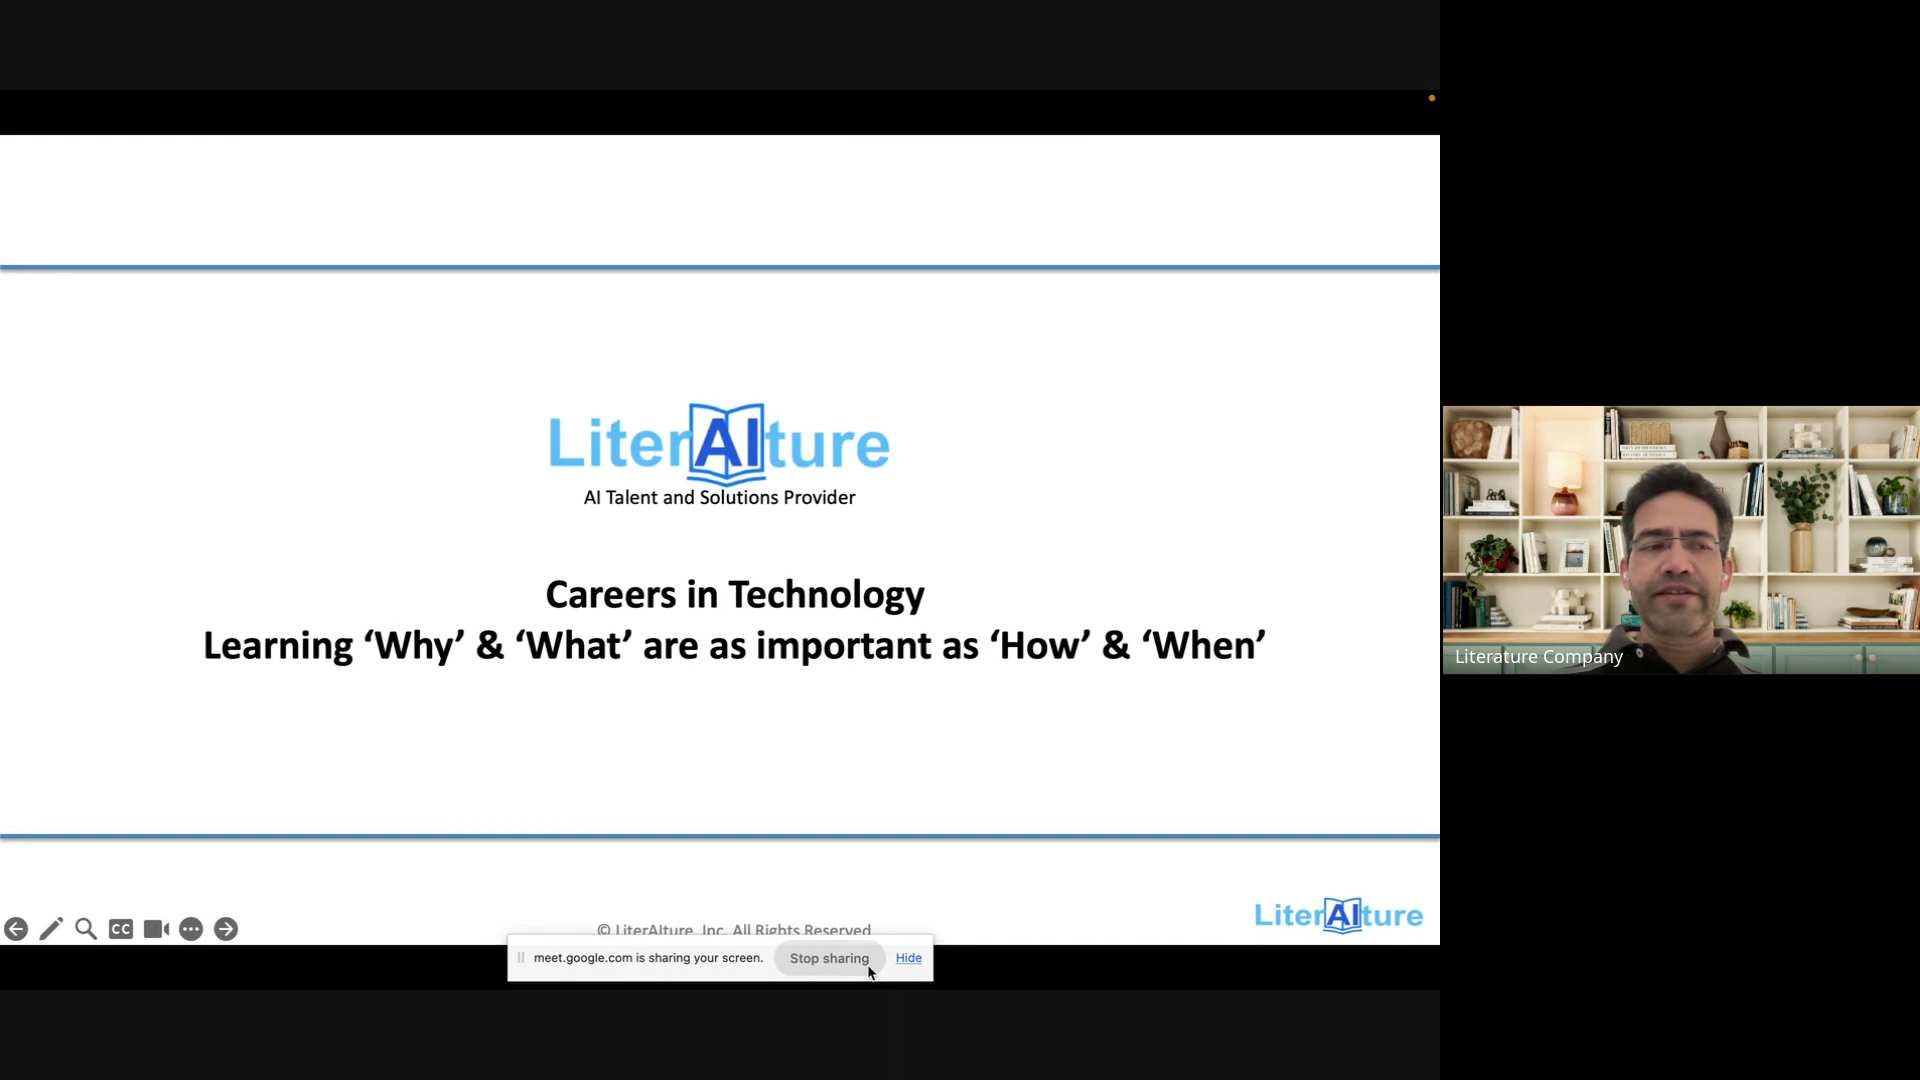 LiterAIture
AI Talent and Solutions Provider
Careers in Technology
Learning ‘Why’ & ‘What’ are as important as ‘How’ & ‘When’
CC
© LiterAIture, Inc. All Rights Reserved
LiterAIture
meet.google.com is sharing your screen.
Stop sharing
Hide
Literature Company